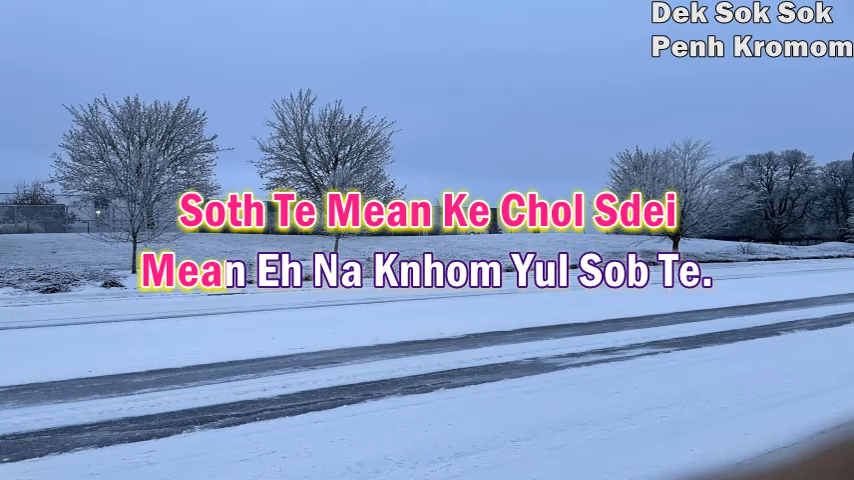 Dek Sok Sok
Penh Kromom
Soth Te Mean Ke Chol Sdei
Mean Eh Na Knhom Yul Sob Te.